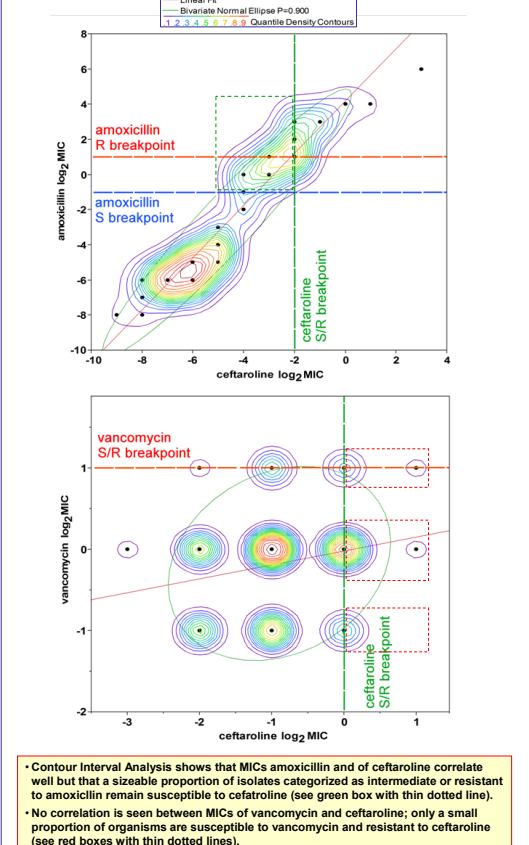 Linear Fit
Bivariate Normal Ellipse P=0.900
.1 .2 .3 .4 .5 .6 .7 .8 .9 Quantile Density Contours
8
6
4
2
0
-2
-4
-6
-8
-10
amoxicillin log2 MIC
amoxicillin
R breakpoint
amoxicillin
S breakpoint
ceftaroline
S/R breakpoint
-10 -8 -6 -4 -2 0 2 4
ceftaroline log2 MIC
1
0
-1
-2
vancomycin log2 MIC
vancomycin
S/R breakpoint
ceftaroline
S/R breakpoint
-3 -2 -1 0 1
ceftaroline log2 MIC
• Contour Interval Analysis shows that MICs amoxicillin and of ceftaroline correlate
well but that a sizeable proportion of isolates categorized as intermediate or resistant
to amoxicillin remain susceptible to cefatroline (see green box with thin dotted line).
• No correlation is seen between MICs of vancomycin and ceftaroline; only a small
proportion of organisms are susceptible to vancomycin and resistant to ceftaroline
(see red boxes with thin dotted lines).